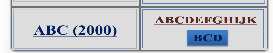 ABC (2000)
ABCDEFGHIJK
BCD